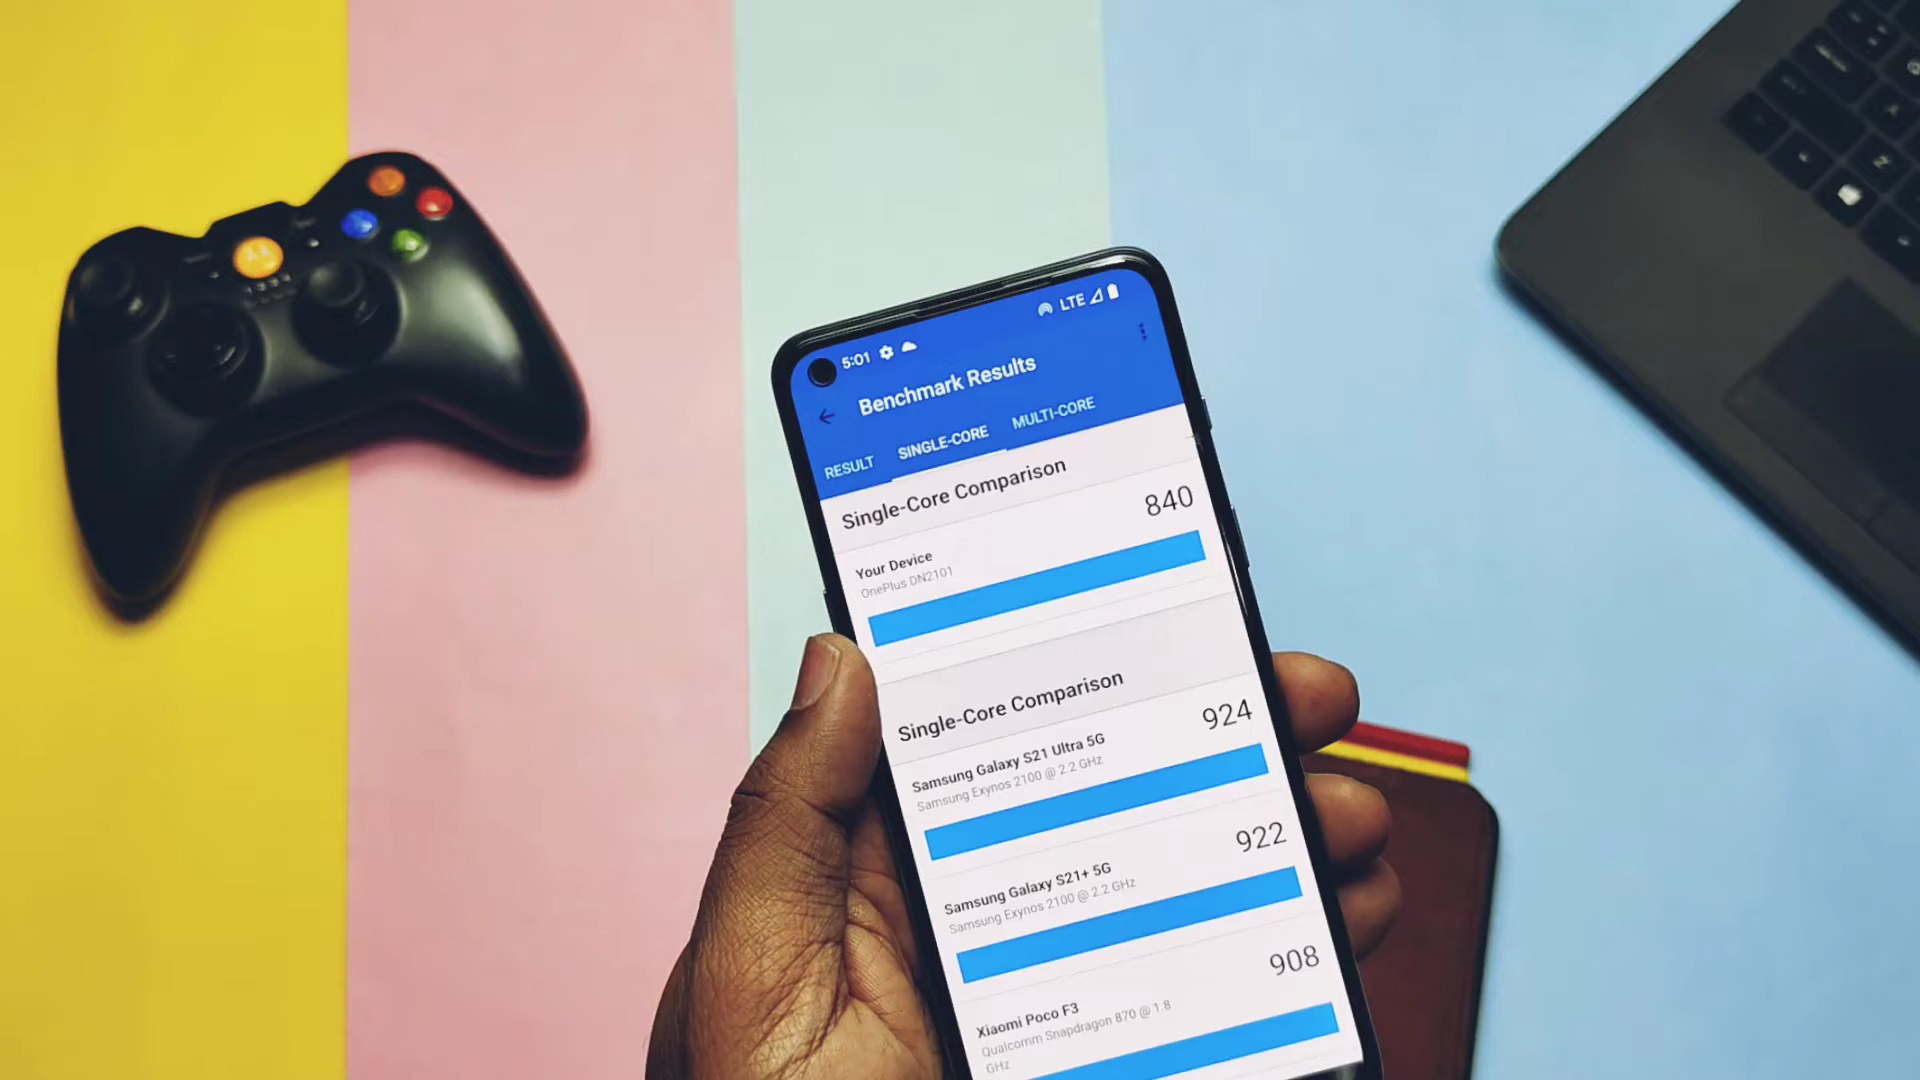 5:01 LTE
Benchmark Results
RESULT SINGLE-CORE MULTI-CORE
Single-Core Comparison
840
Your Device
OnePlus DN2101
Single-Core Comparison
924
Samsung Galaxy S21 Ultra 5G
Samsung Exynos 2100 @ 2.2 GHz
922
Samsung Galaxy S21+ 5G
Samsung Exynos 2100 @ 2.2 GHz
908
Xiaomi Poco F3
Qualcomm Snapdragon 870 @ 1.8
GHz
Z